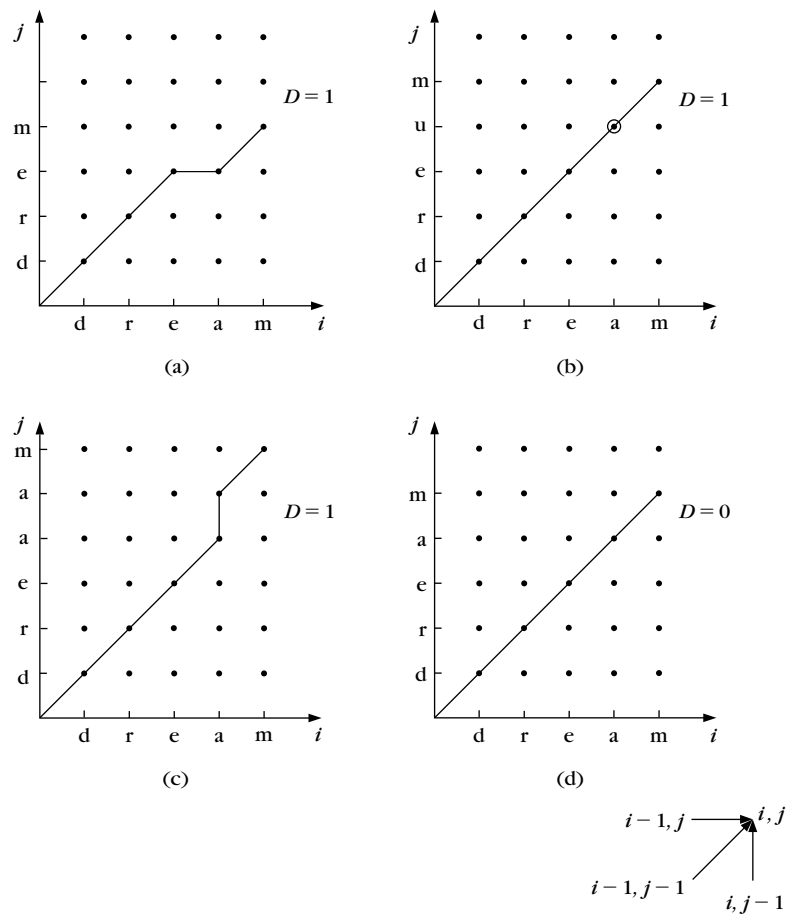 j
m
e
r
d
d r e a m i
D = 1
(a)
j
m
u
e
r
d
d r e a m i
D = 1
(b)
j
m
a
a
e
r
d
d r e a m i
D = 1
(c)
j
m
a
e
r
d
d r e a m i
D = 0
(d)
i − 1, j
i, j
i − 1, j − 1
i, j − 1